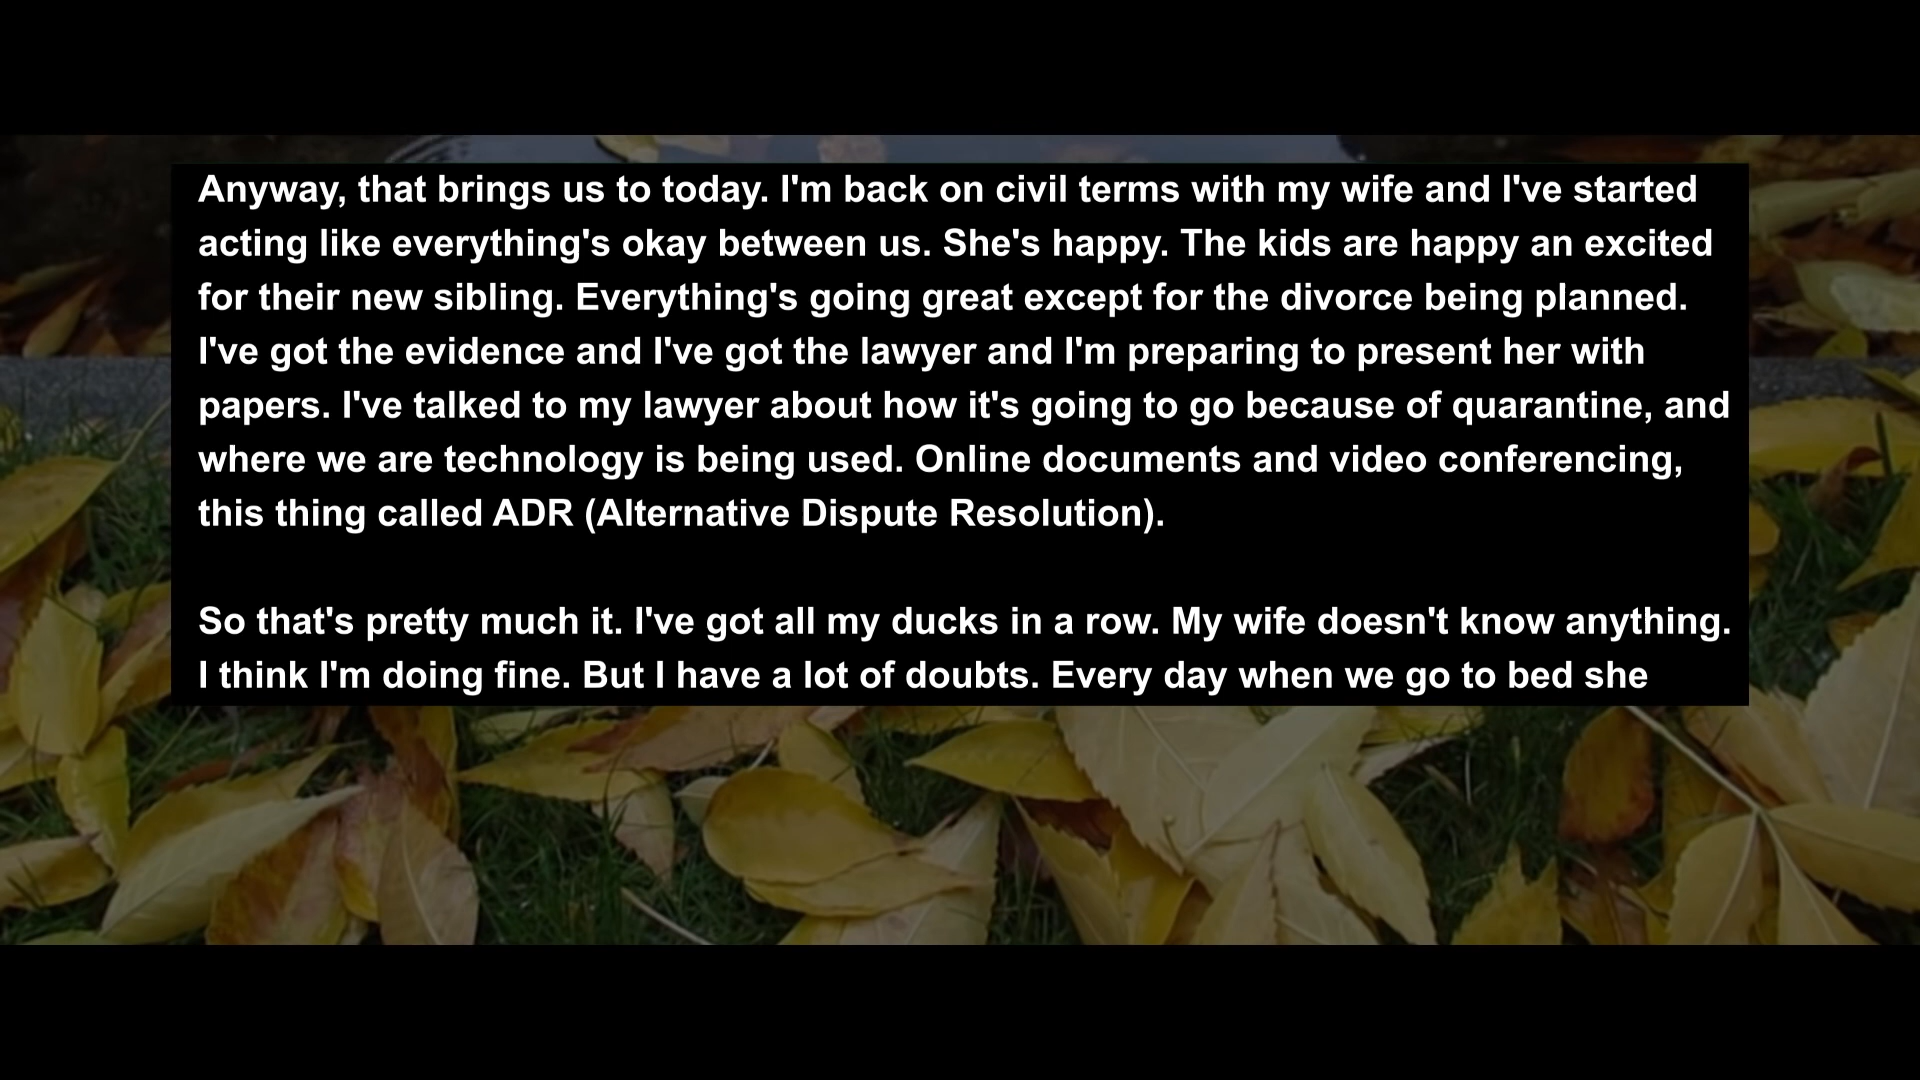 Anyway, that brings us to today. I'm back on civil terms with my wife and I've started
acting like everything's okay between us. She's happy. The kids are happy an excited
for their new sibling. Everything's going great except for the divorce being planned.
I've got the evidence and I've got the lawyer and I'm preparing to present her with
papers. I've talked to my lawyer about how it's going to go because of quarantine, and
where we are technology is being used. Online documents and video conferencing,
this thing called ADR (Alternative Dispute Resolution).
So that's pretty much it. I've got all my ducks in a row. My wife doesn't know anything.
I think I'm doing fine. But I have a lot of doubts. Every day when we go to bed she